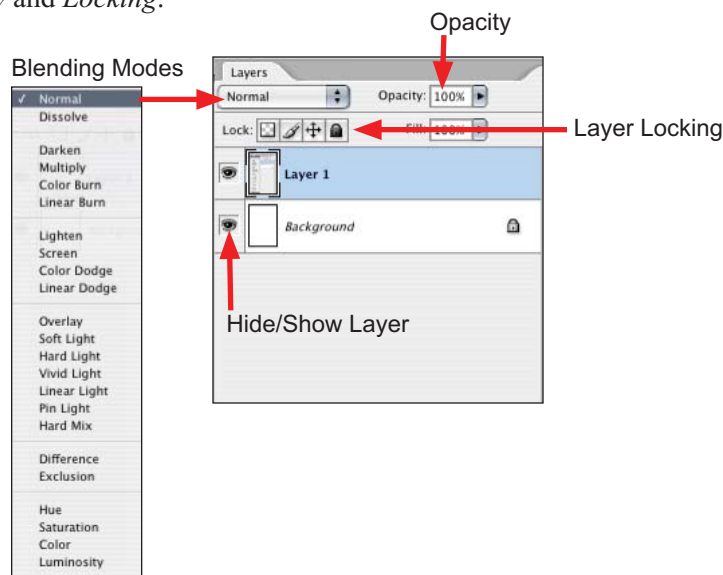 and Locking.
Opacity
Blending Modes
Layers
Normal
Opacity: 100%
Lock:
Fill: 100%
Layer Locking
Layer 1
Background
Hide/Show Layer
✓ Normal
Dissolve
Darken
Multiply
Color Burn
Linear Burn
Lighten
Screen
Color Dodge
Linear Dodge
Overlay
Soft Light
Hard Light
Vivid Light
Linear Light
Pin Light
Hard Mix
Difference
Exclusion
Hue
Saturation
Color
Luminosity